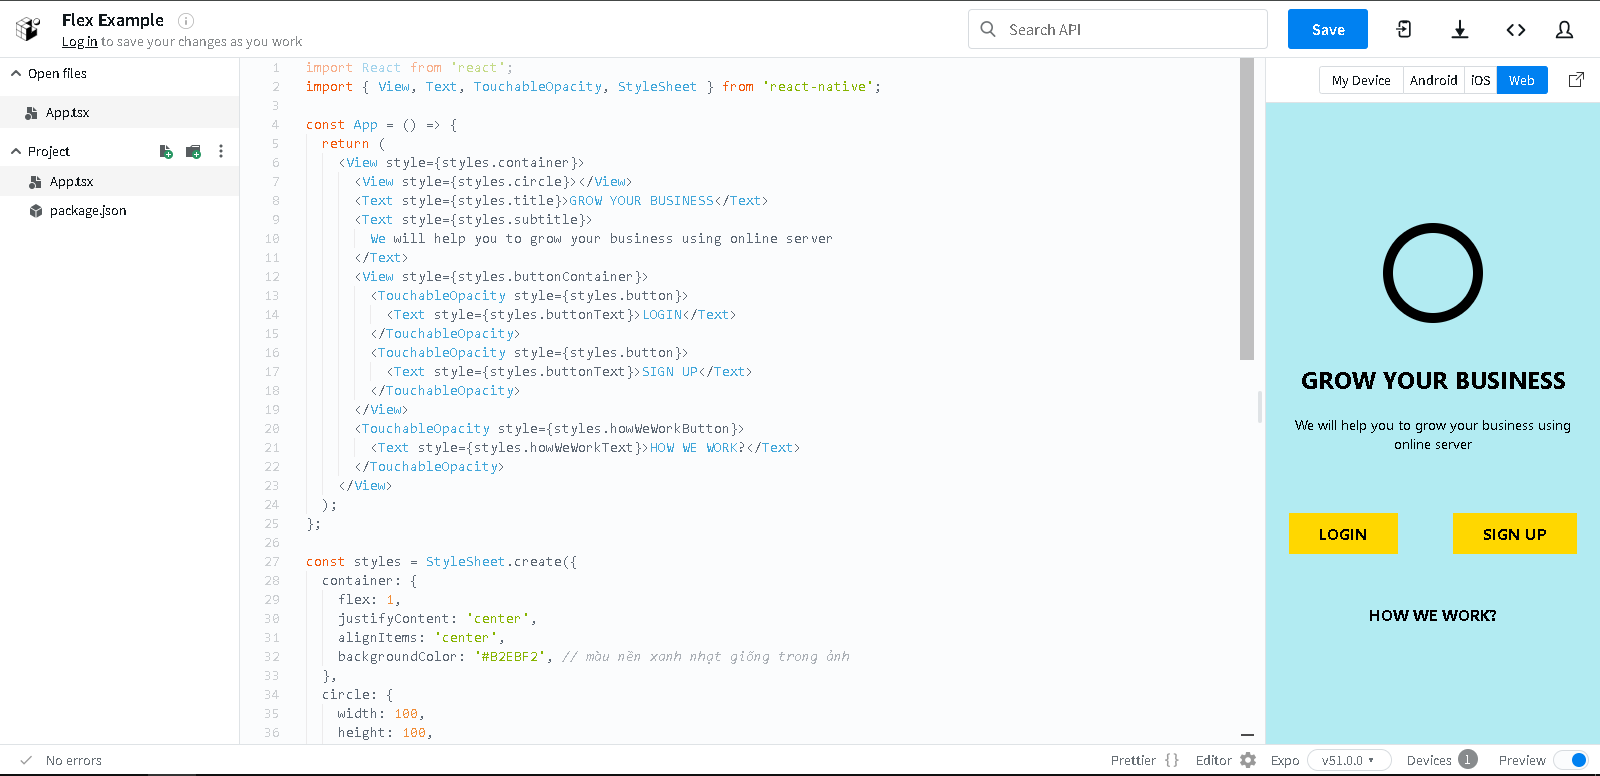 Flex Example
Log in to save your changes as you work
Search API
Save
Open files
App.tsx
Project
App.tsx
package.json
1 import React from 'react';
2 import { View, Text, TouchableOpacity, StyleSheet } from 'react-native';
3
4 const App = () => {
5 return (
6 <View style={styles.container}>
7 <View style={styles.circle}></View>
8 <Text style={styles.title}>GROW YOUR BUSINESS</Text>
9 <Text style={styles.subtitle}>
10 We will help you to grow your business using online server
11 </Text>
12 <View style={styles.buttonContainer}>
13 <TouchableOpacity style={styles.button}>
14 <Text style={styles.buttonText}>LOGIN</Text>
15 </TouchableOpacity>
16 <TouchableOpacity style={styles.button}>
17 <Text style={styles.buttonText}>SIGN UP</Text>
18 </TouchableOpacity>
19 </View>
20 <TouchableOpacity style={styles.howWeWorkButton}>
21 <Text style={styles.howWeWorkText}>HOW WE WORK?</Text>
22 </TouchableOpacity>
23 </View>
24 );
25 };
26
27 const styles = StyleSheet.create({
28 container: {
29 flex: 1,
30 justifyContent: 'center',
31 alignItems: 'center',
32 backgroundColor: '#B2EBF2', // màu nền xanh nhạt giống trong ảnh
33 },
34 circle: {
35 width: 100,
36 height: 100,
My Device
Android
iOS
Web
GROW YOUR BUSINESS
We will help you to grow your business using
online server
LOGIN
SIGN UP
HOW WE WORK?
No errors
Prettier { }
Editor
Expo
v51.0.0
Devices 1
Preview